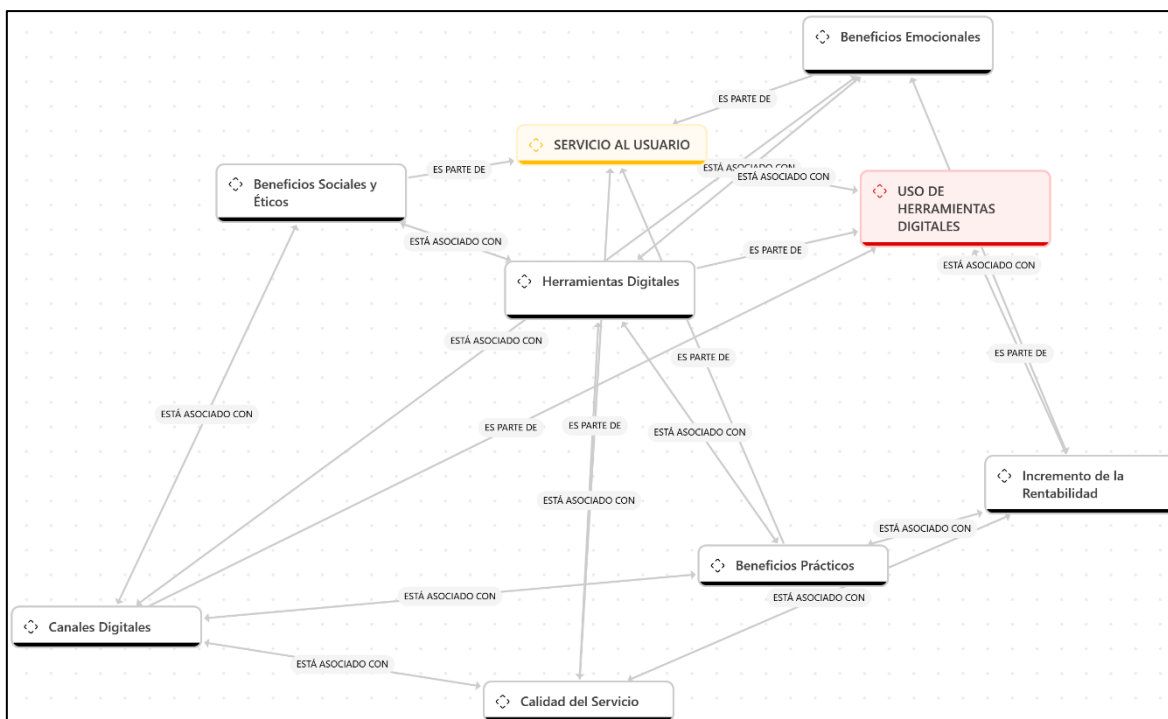 Beneficios Emocionales
ES PARTE DE
SERVICIO AL USUARIO
ES PARTE DE
ESTÁ ASOCIADO CON
ESTÁ ASOCIADO CON
Beneficios Sociales y
Éticos
USO DE
HERRAMIENTAS
DIGITALES
ESTÁ ASOCIADO CON
ES PARTE DE
ESTÁ ASOCIADO CON
Herramientas Digitales
ESTÁ ASOCIADO CON
ES PARTE DE
ES PARTE DE
ESTÁ ASOCIADO CON
ES PARTE DE
ES PARTE DE
ESTÁ ASOCIADO CON
Incremento de la
Rentabilidad
ESTÁ ASOCIADO CON
ESTÁ ASOCIADO CON
Beneficios Prácticos
ESTÁ ASOCIADO CON
ESTÁ ASOCIADO CON
Canales Digitales
ESTÁ ASOCIADO CON
Calidad del Servicio